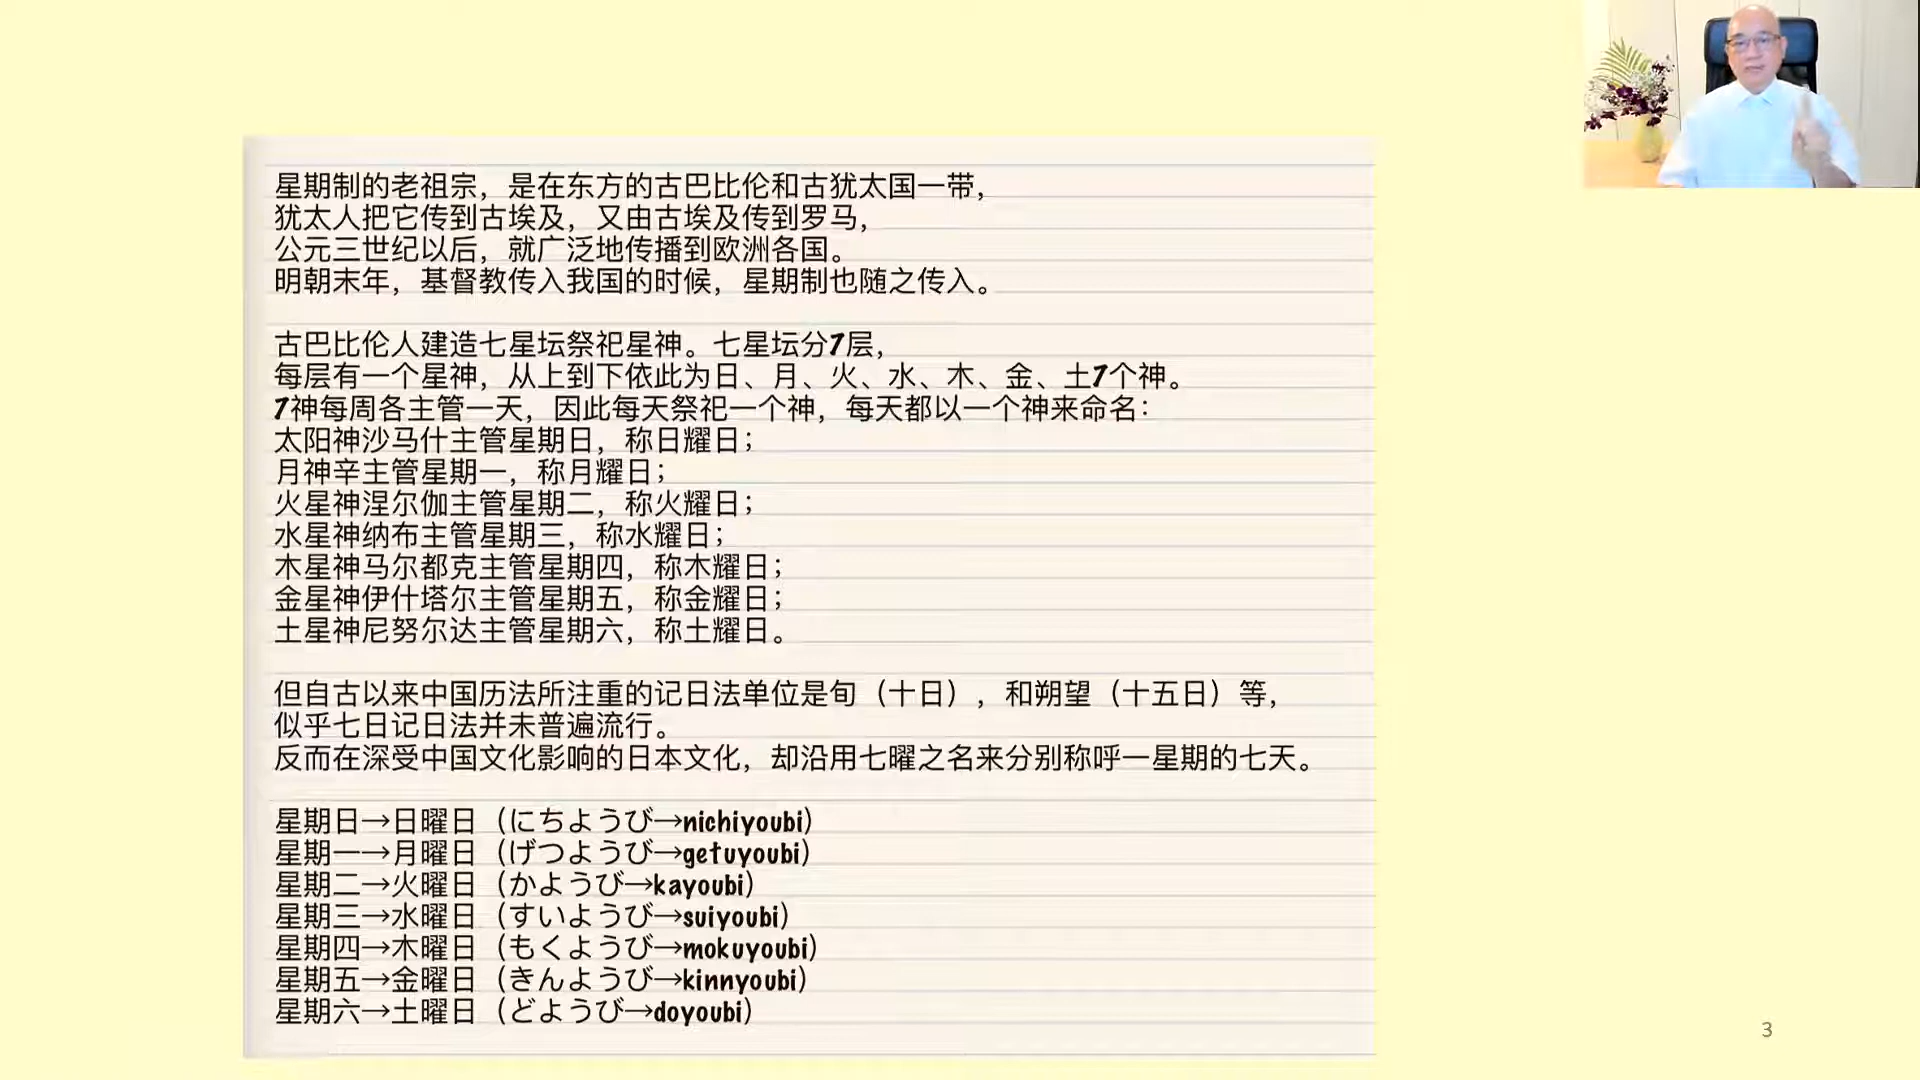 星期制的老祖宗，是在东方的古巴比伦和古犹太国一带，
犹太人把它传到古埃及，又由古埃及传到罗马，
公元三世纪以后，就广泛地传播到欧洲各国。
明朝末年，基督教传入我国的时候，星期制也随之传入。
古巴比伦人建造七星坛祭祀星神。七星坛分7层，
每层有一个星神，从上到下依此为日、月、火、水、木、金、土7个神。
7神每周各主管一天，因此每天祭祀一个神，每天都以一个神来命名：
太阳神沙马什主管星期日，称日耀日；
月神辛主管星期一，称月耀日；
火星神涅尔伽主管星期二，称火耀日；
水星神纳布主管星期三，称水耀日；
木星神马尔都克主管星期四，称木耀日；
金星神伊什塔尔主管星期五，称金耀日；
土星神尼努尔达主管星期六，称土耀日。
但自古以来中国历法所注重的记日法单位是旬（十日），和朔望（十五日）等，
似乎七日记日法并未普遍流行。
反而在深受中国文化影响的日本文化，却沿用七曜之名来分别称呼一星期的七天。
星期日→日曜日（にちようび→nichiyoubi）
星期一→月曜日（げつようび→getuyoubi）
星期二→火曜日（かようび→kayoubi）
星期三→水曜日（すいようび→suiyoubi）
星期四→木曜日（もくようび→mokuyoubi）
星期五→金曜日（きんようび→kinnyoubi）
星期六→土曜日（どようび→doyoubi）
3